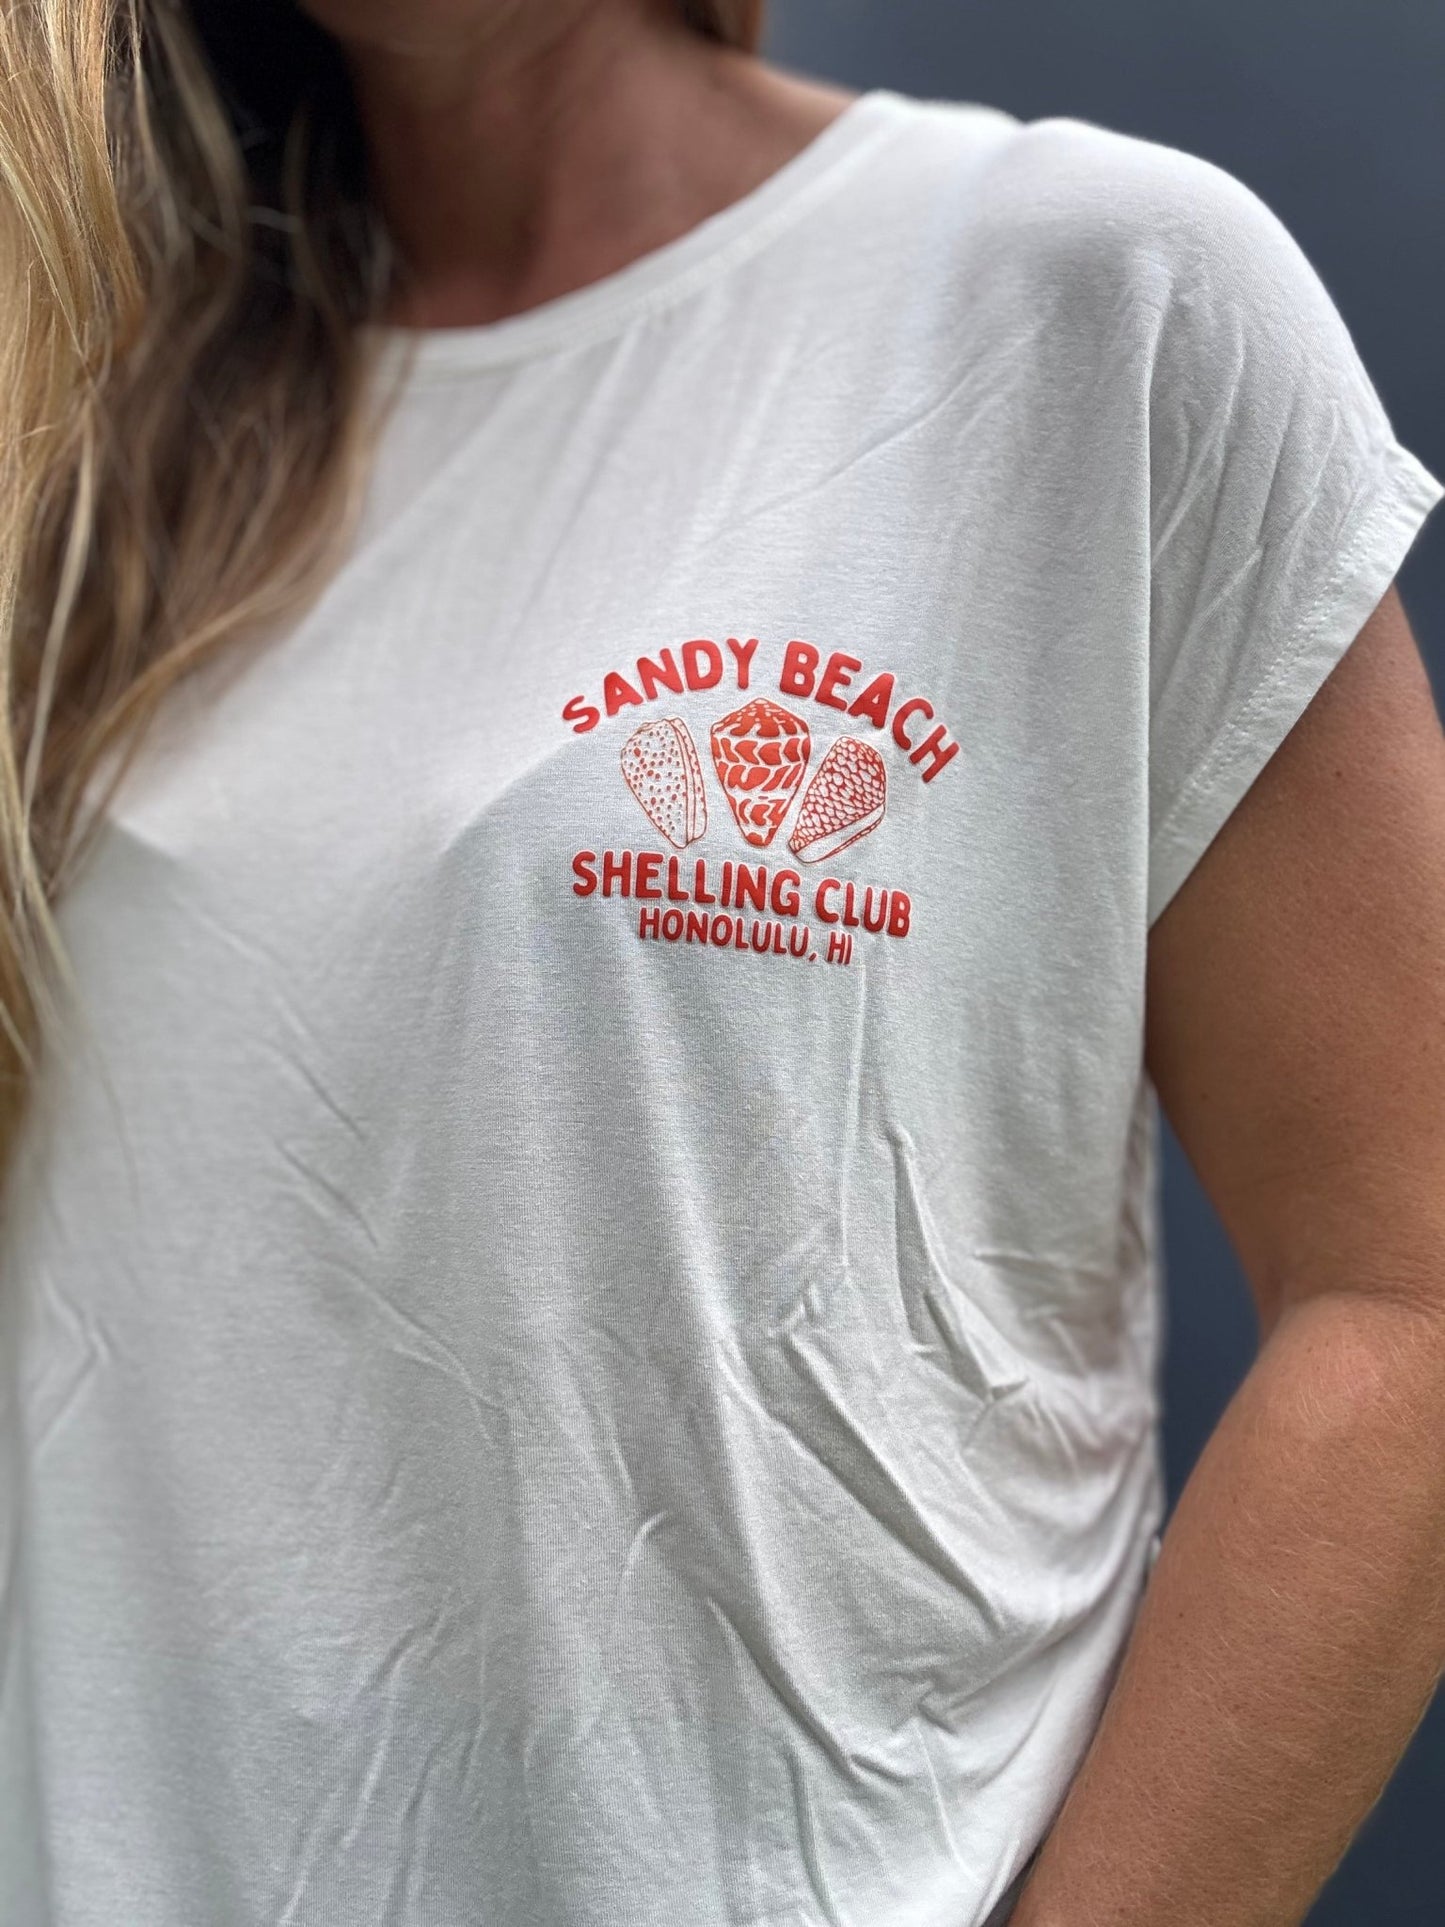 SANDY BEACH
SHELLING CLUB
HONOLULU, HI